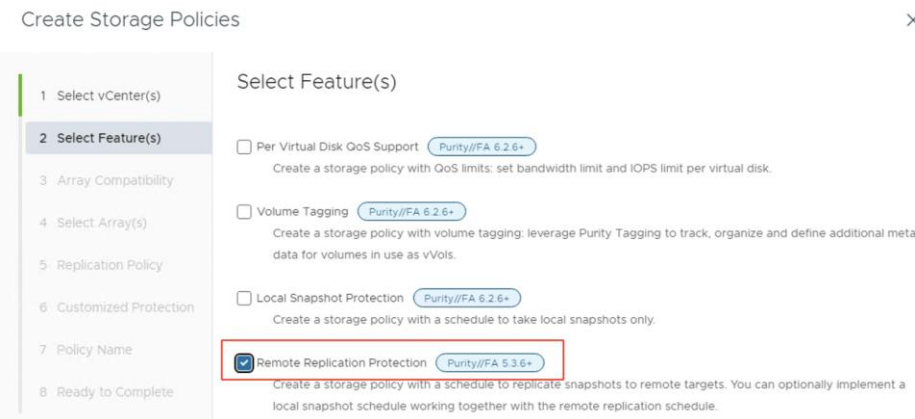 Create Storage Policies
1 Select vCenter(s)
2 Select Feature(s)
3 Array Compatibility
4 Select Array(s)
5 Replication Policy
6 Customized Protection
7 Policy Name
8 Ready to Complete
Select Feature(s)
Per Virtual Disk QoS Support Purity//FA 6.2.6+
Create a storage policy with QoS limits: set bandwidth limit and IOPS limit per virtual disk.
Volume Tagging Purity//FA 6.2.6+
Create a storage policy with volume tagging: leverage Purity Tagging to track, organize and define additional meta
data for volumes in use as vVols.
Local Snapshot Protection Purity//FA 6.2.6+
Create a storage policy with a schedule to take local snapshots only.
Remote Replication Protection Purity//FA 5.3.6+
Create a storage policy with a schedule to replicate snapshots to remote targets. You can optionally implement a
local snapshot schedule working together with the remote replication schedule.